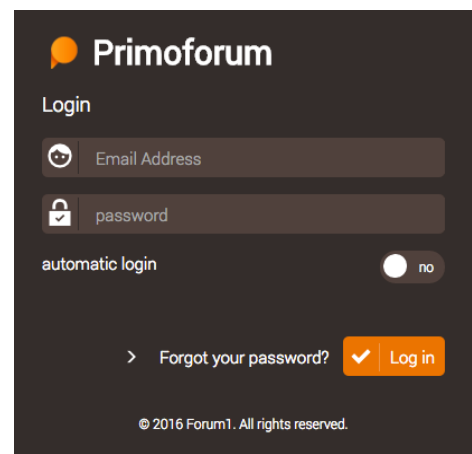 Primoforum
Login
Email Address
password
automatic login
no
Forgot your password?
Log in
© 2016 Forum1. All rights reserved.